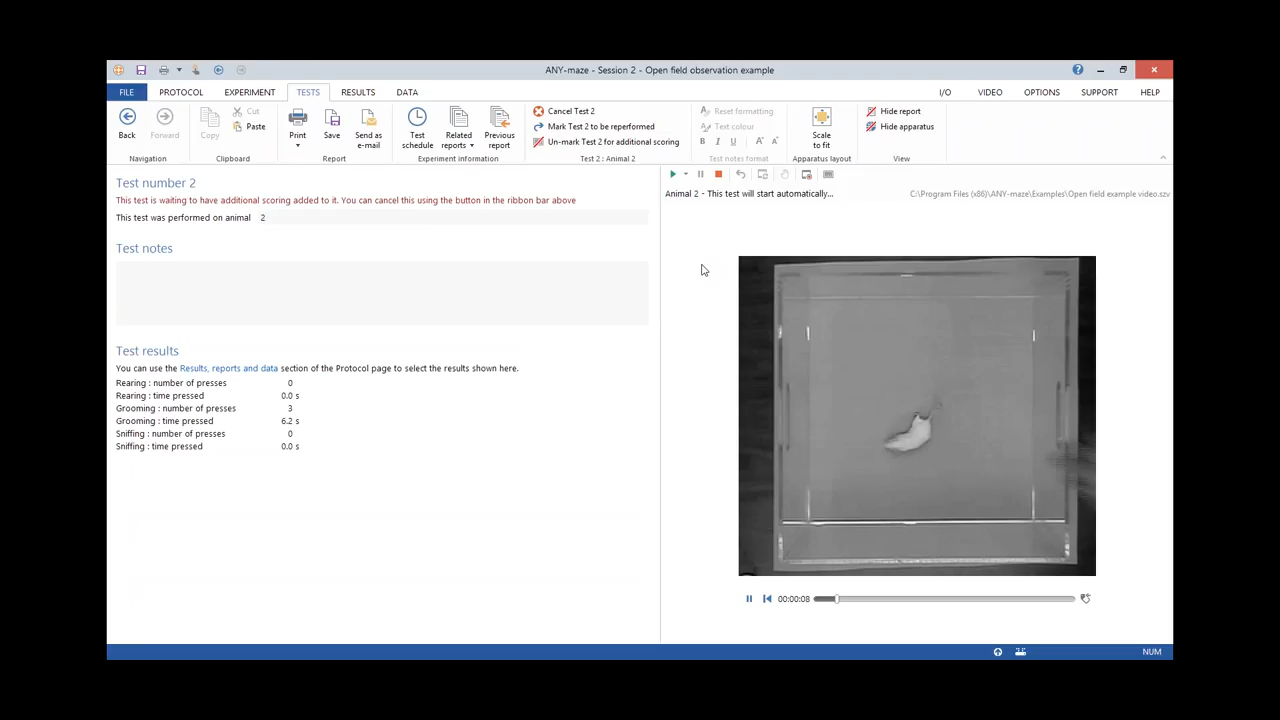 ANY-maze - Session 2 - Open field observation example
FILE PROTOCOL EXPERIMENT TESTS RESULTS DATA I/O VIDEO OPTIONS SUPPORT HELP
Back Forward
Navigation
Copy Cut Paste
Clipboard
Print Save Send as e-mail
Report
Test schedule Related reports Previous report
Experiment information
Cancel Test 2
Mark Test 2 to be reperformed
Un-mark Test 2 for additional scoring
Test 2 : Animal 2
Reset formatting
Text colour
B I U A A
Test notes format
Scale to fit
Apparatus layout
Hide report
Hide apparatus
View
Test number 2
This test is waiting to have additional scoring added to it. You can cancel this using the button in the ribbon bar above
This test was performed on animal 2
Test notes
Test results
You can use the Results, reports and data section of the Protocol page to select the results shown here.
Rearing : number of presses 0
Rearing : time pressed 0.0 s
Grooming : number of presses 3
Grooming : time pressed 6.2 s
Sniffing : number of presses 0
Sniffing : time pressed 0.0 s
Animal 2 - This test will start automatically... C:\Program Files (x86)\ANY-maze\Examples\Open field example video.szv
00:00:08
NUM